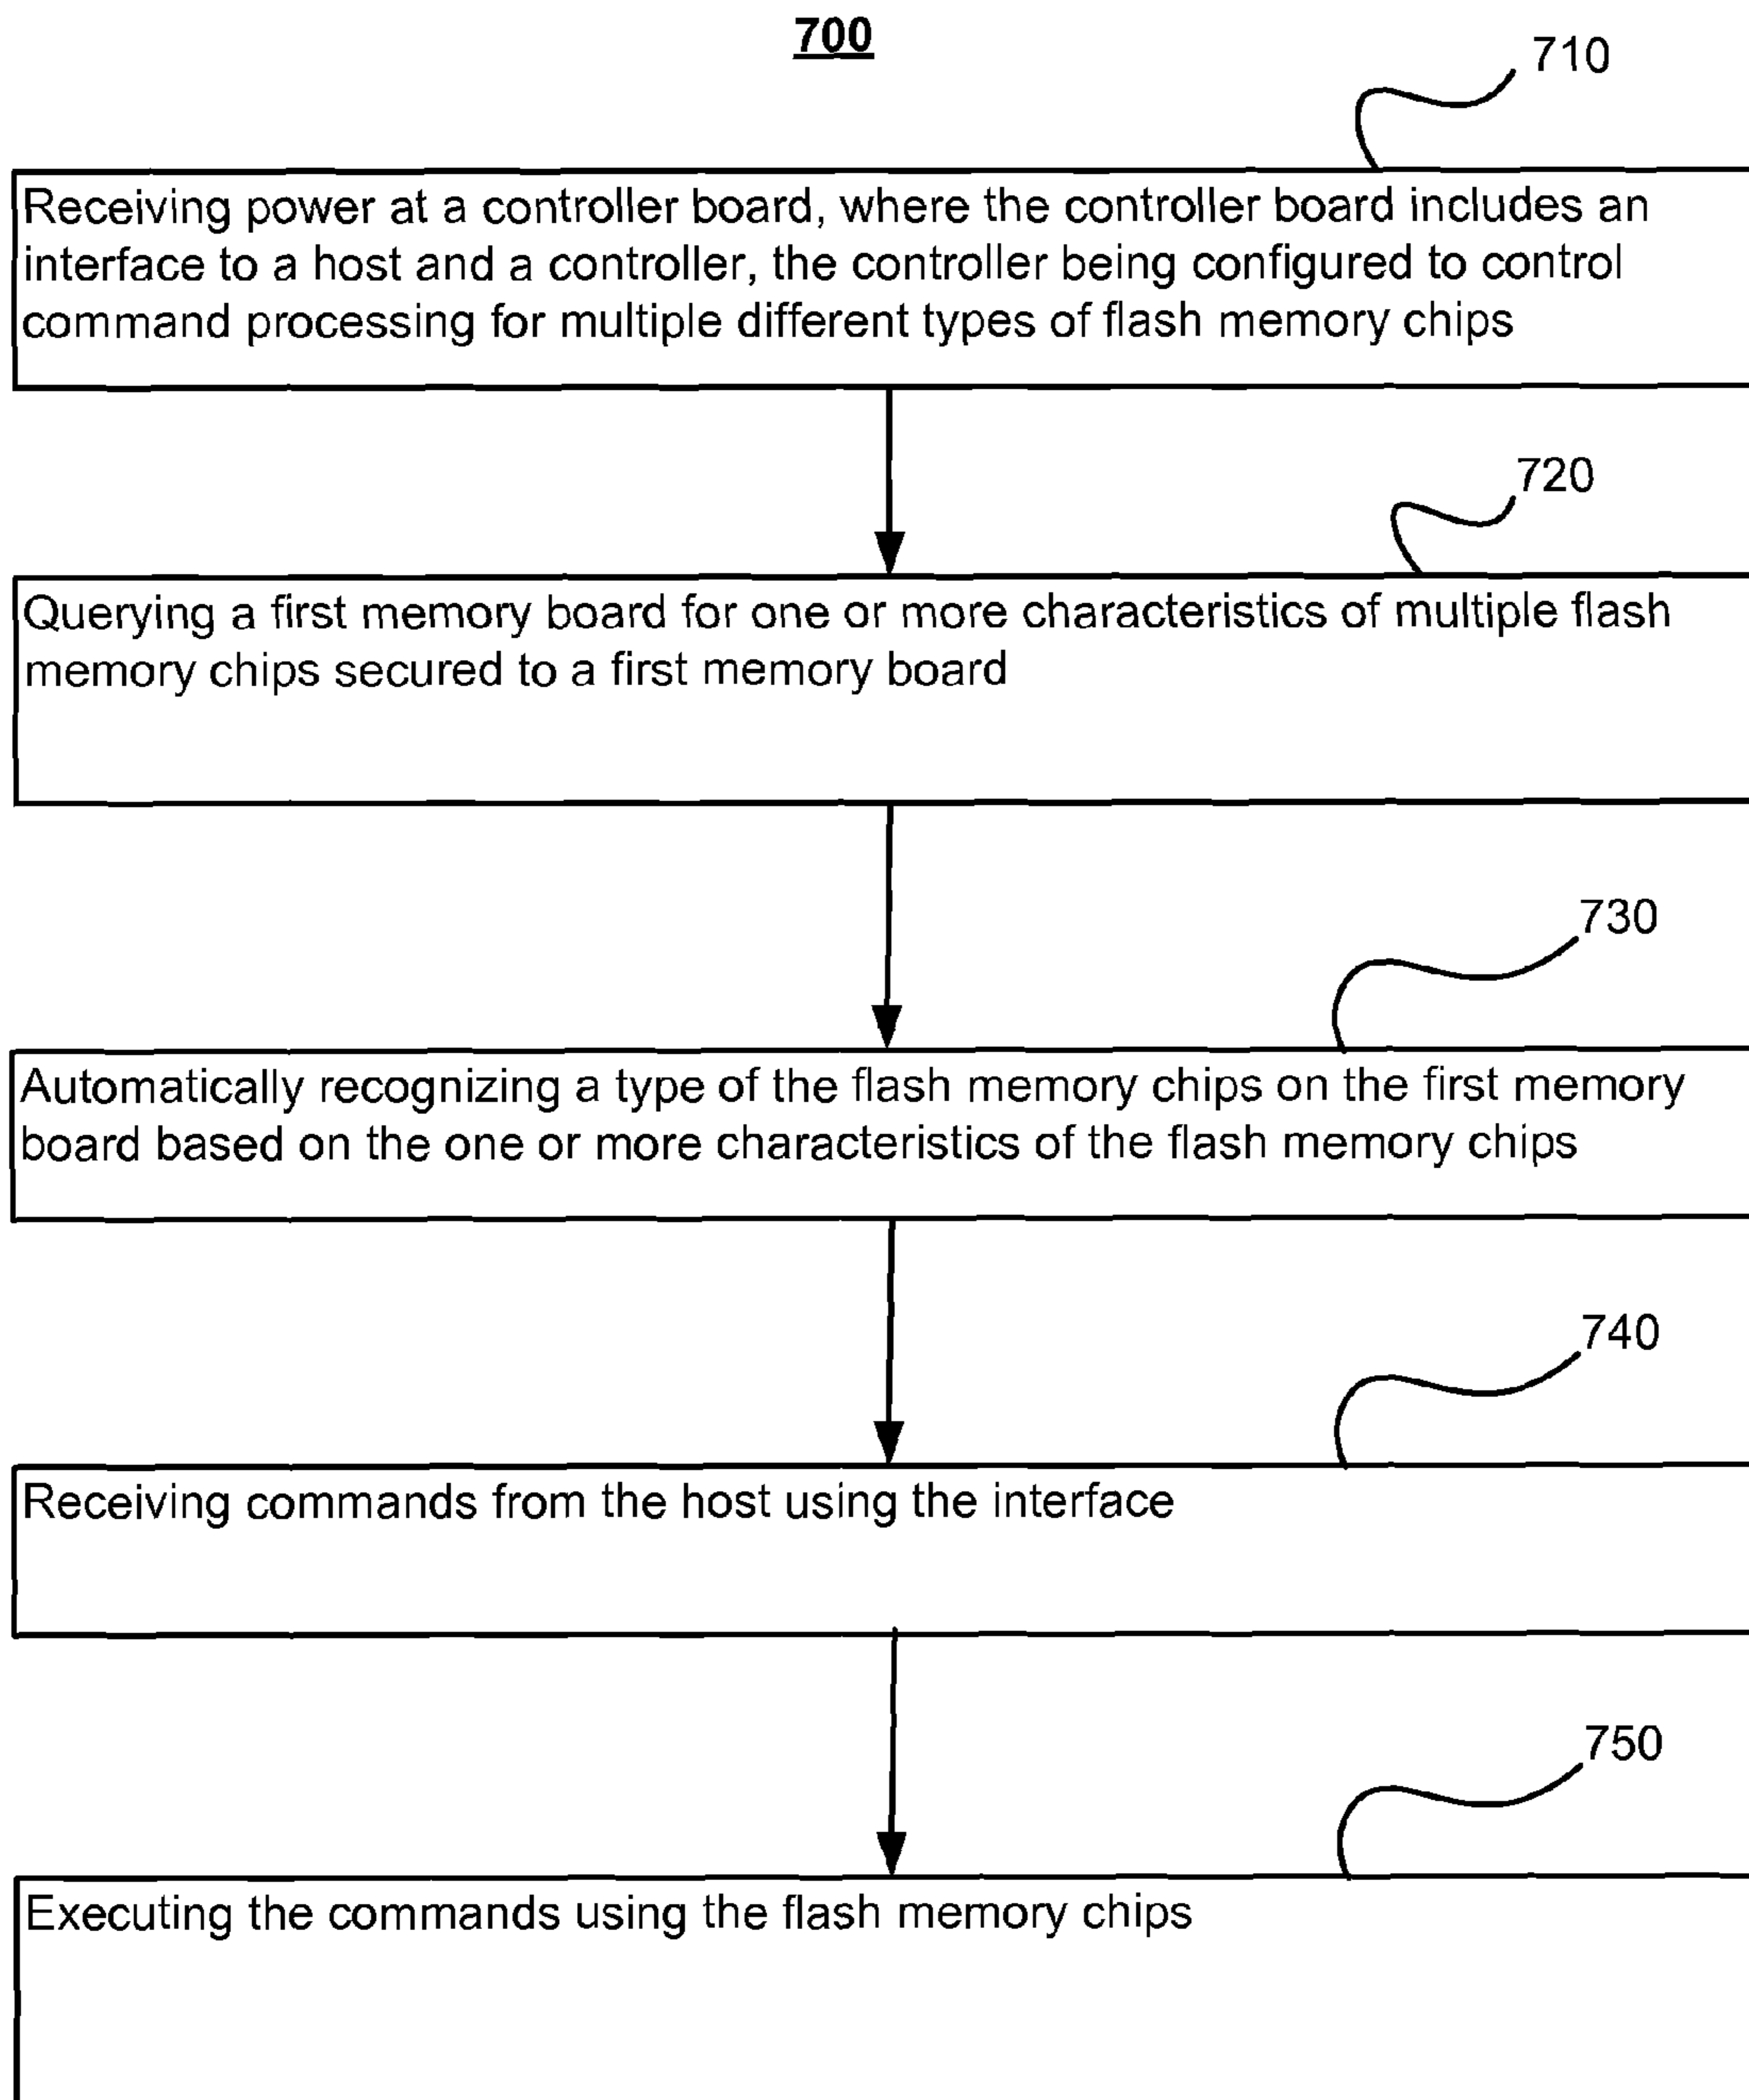 700
710
Receiving power at a controller board, where the controller board includes an
interface to a host and a controller, the controller being configured to control
command processing for multiple different types of flash memory chips
720
Querying a first memory board for one or more characteristics of multiple flash
memory chips secured to a first memory board
730
Automatically recognizing a type of the flash memory chips on the first memory
board based on the one or more characteristics of the flash memory chips
740
Receiving commands from the host using the interface
750
Executing the commands using the flash memory chips